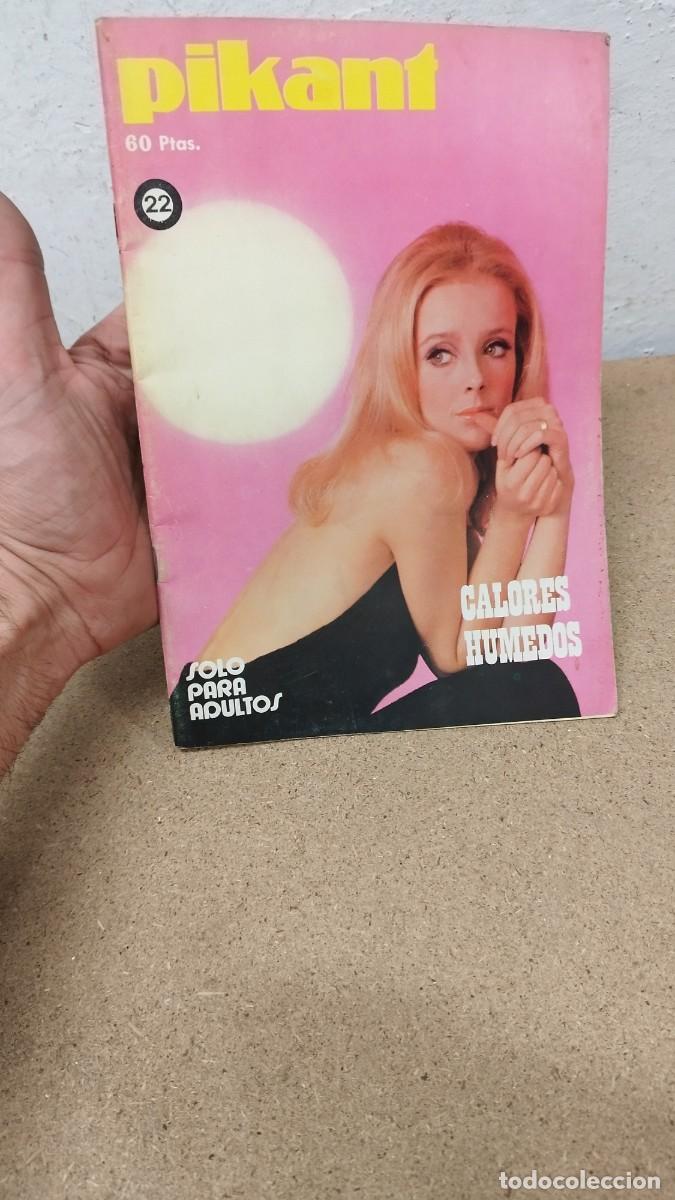 pikant
60 Ptas.
22
CALORES
HUMEDOS
SOLO
PARA
ADULTOS
todocoleccion